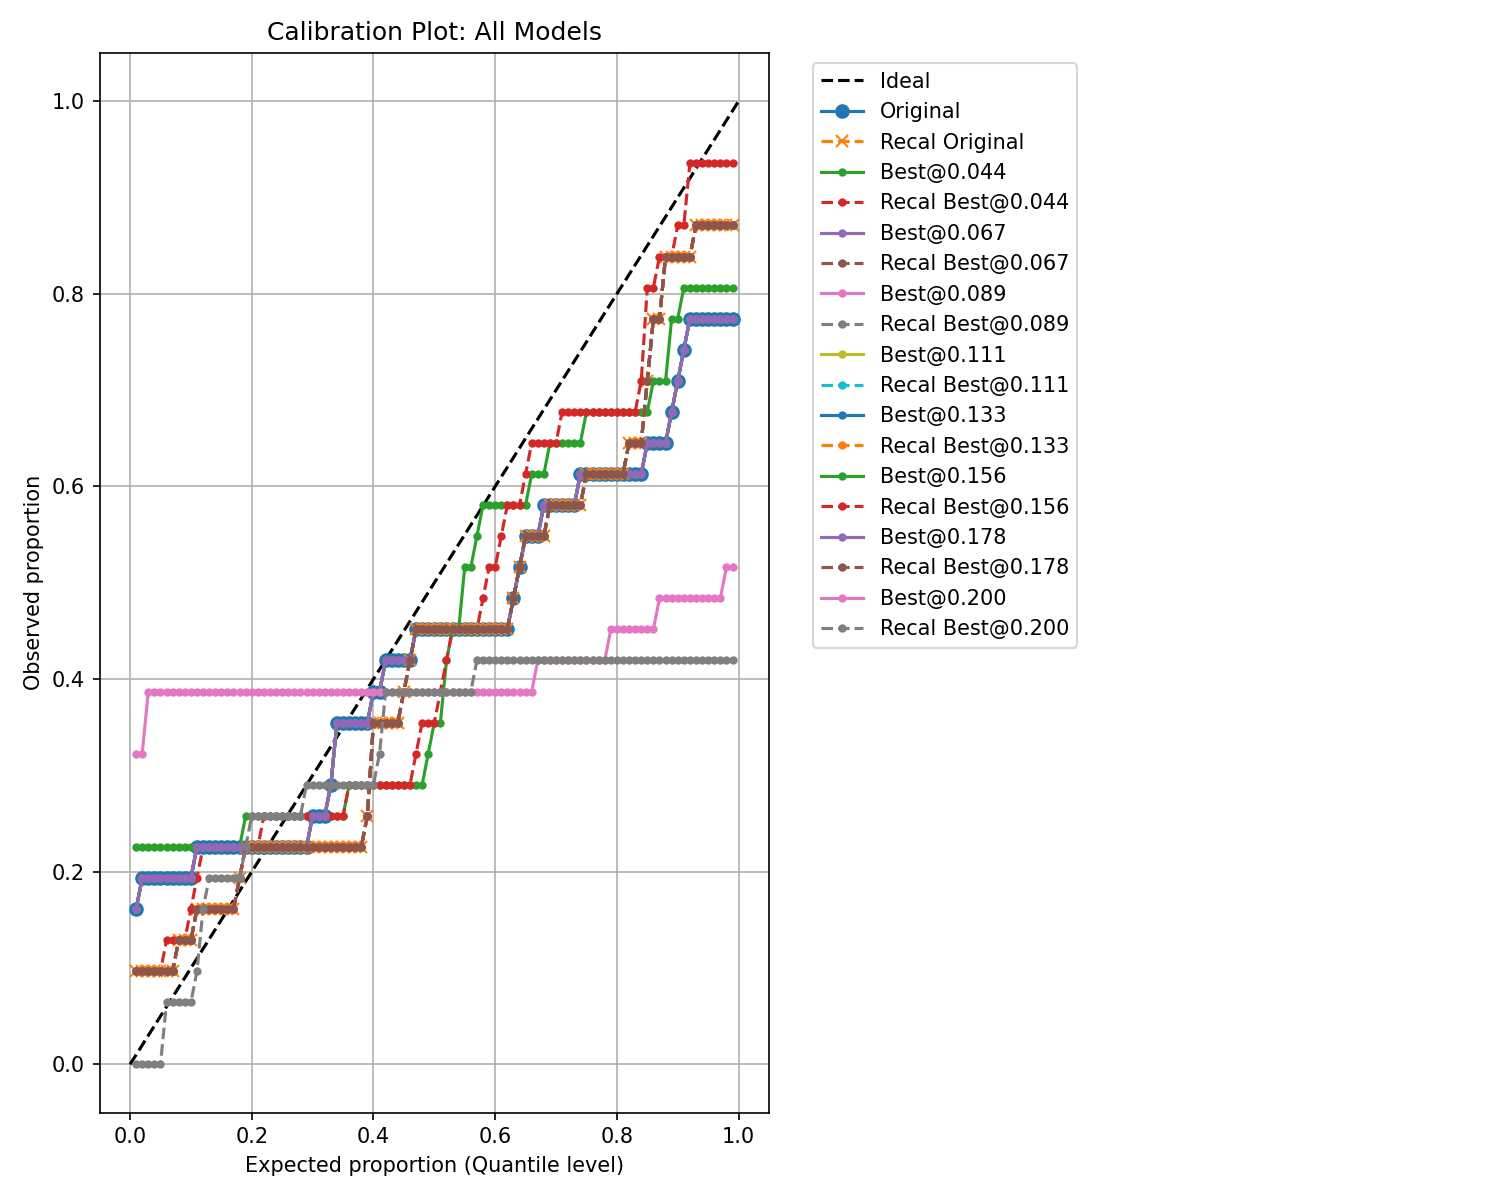 Calibration Plot: All Models
1.0
0.8
0.6
0.4
0.2
0.0
Observed proportion
0.0 0.2 0.4 0.6 0.8 1.0
Expected proportion (Quantile level)
Ideal
Original
Recal Original
Best@0.044
Recal Best@0.044
Best@0.067
Recal Best@0.067
Best@0.089
Recal Best@0.089
Best@0.111
Recal Best@0.111
Best@0.133
Recal Best@0.133
Best@0.156
Recal Best@0.156
Best@0.178
Recal Best@0.178
Best@0.200
Recal Best@0.200